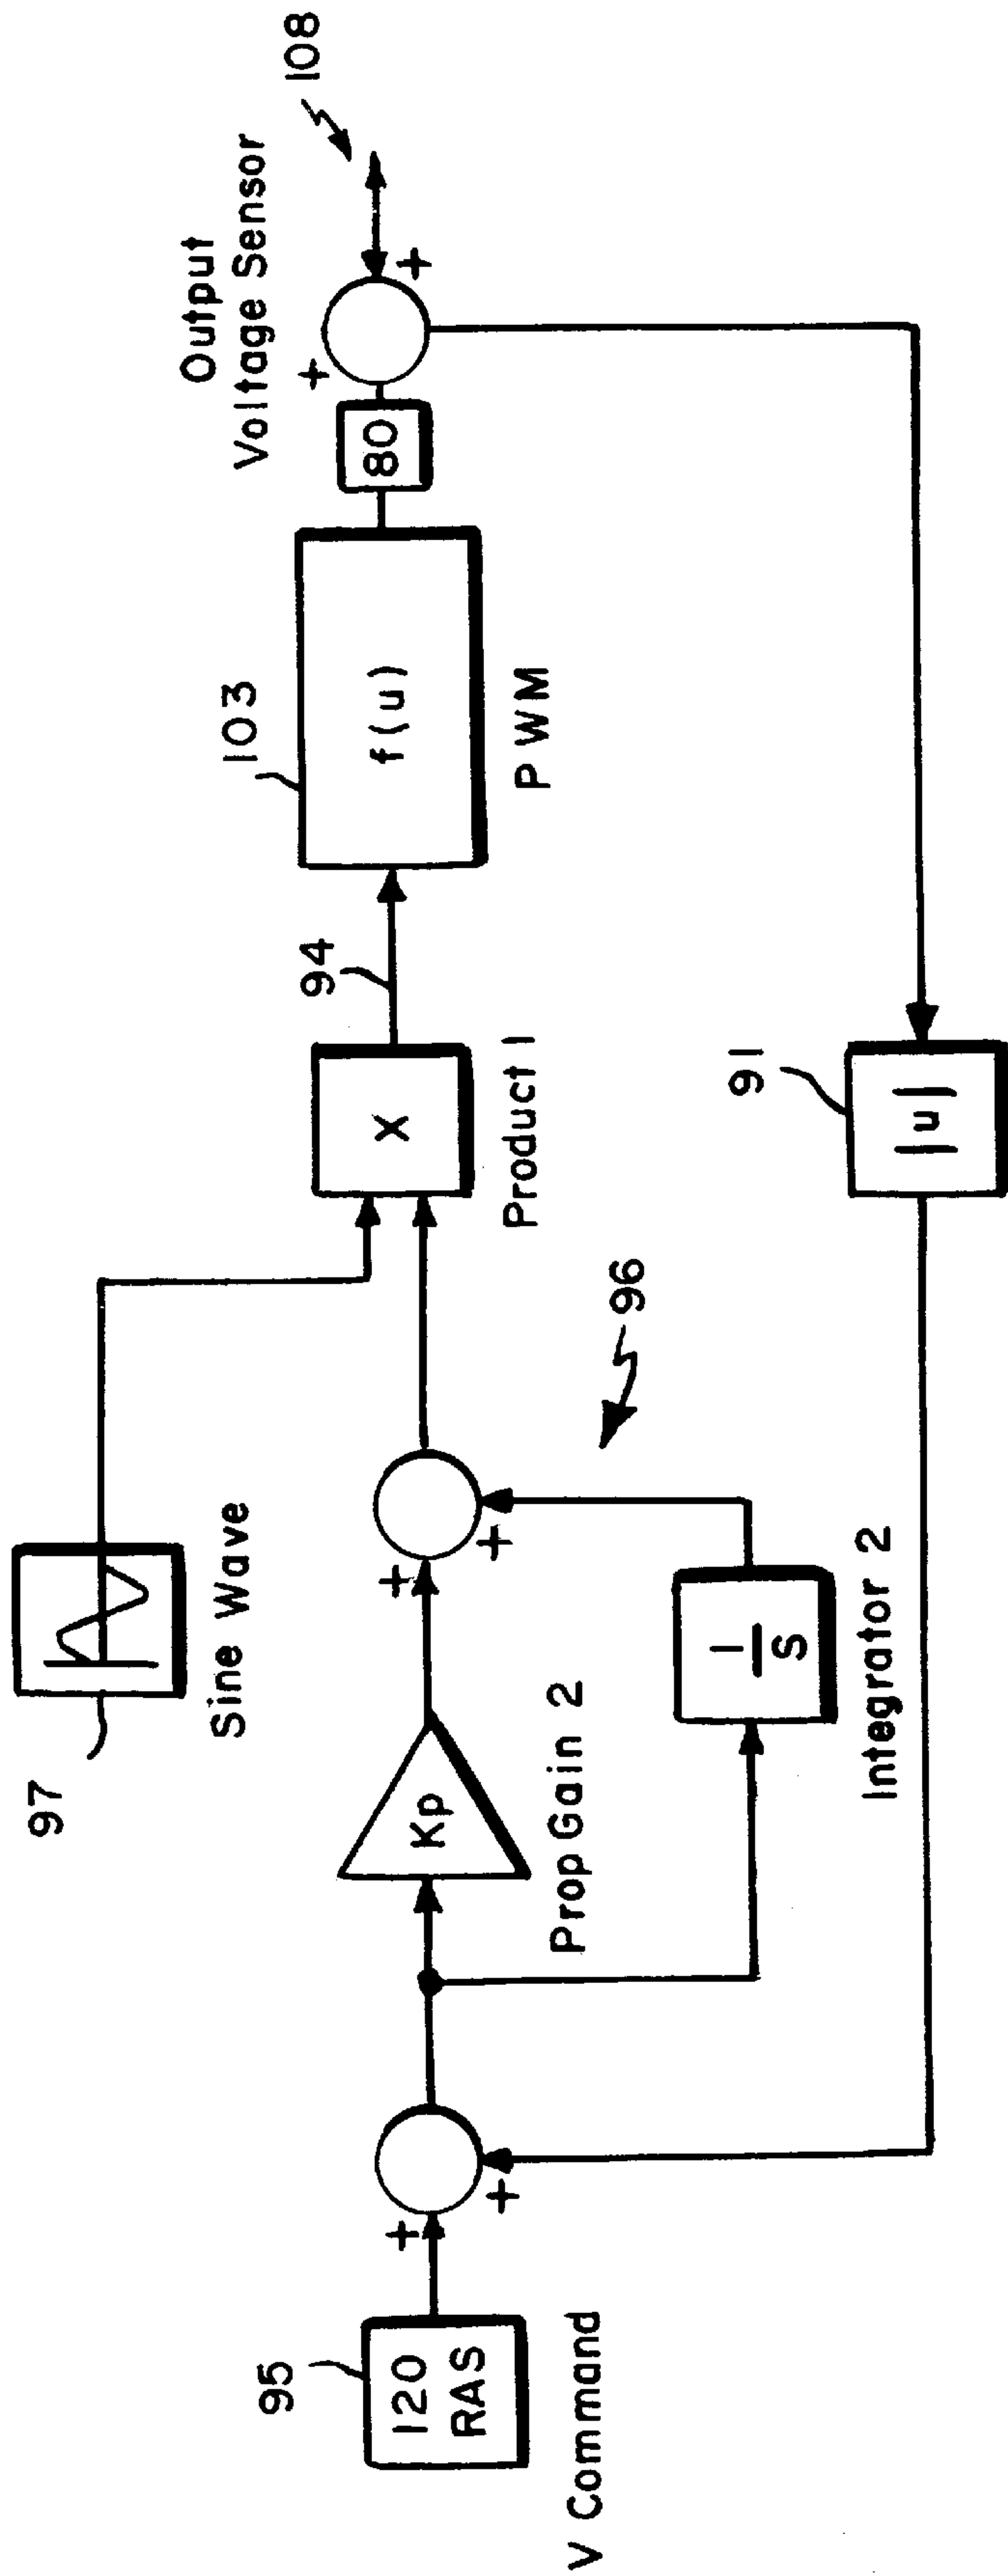 97
Sine Wave
95
120
RAS
V Command
+
+
Kp
Prop Gain 2
1
S
Integrator 2
+
+
96
X
Product 1
94
103
f(u)
PWM
80
+
+
Output
Voltage Sensor
108
91
|u|